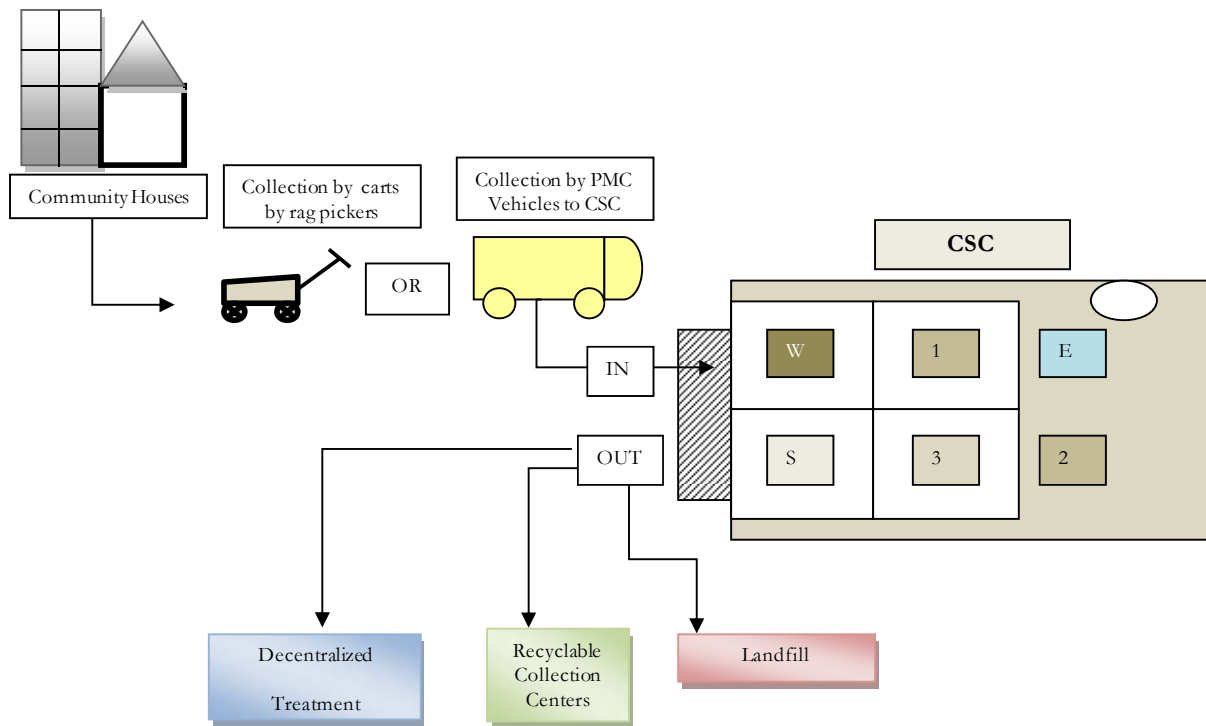 Community Houses
Collection by carts
by rag pickers
Collection by PMC
Vehicles to CSC
OR
CSC
IN
W
1
E
OUT
S
3
2
Decentralized
Treatment
Recyclable
Collection
Centers
Landfill